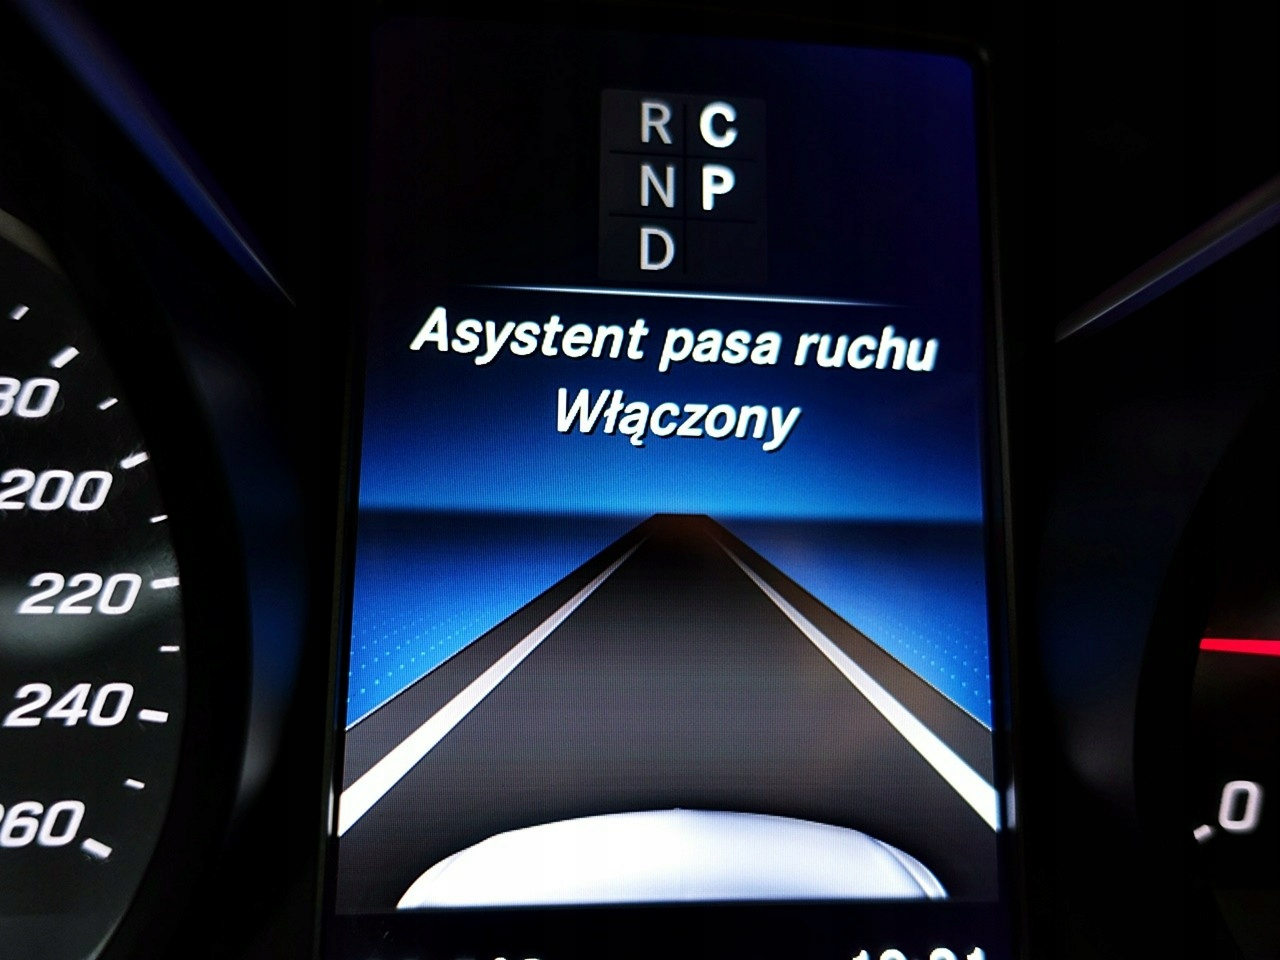 R C
N P
D
Asystent pasa ruchu
Włączony
200
220
240
0